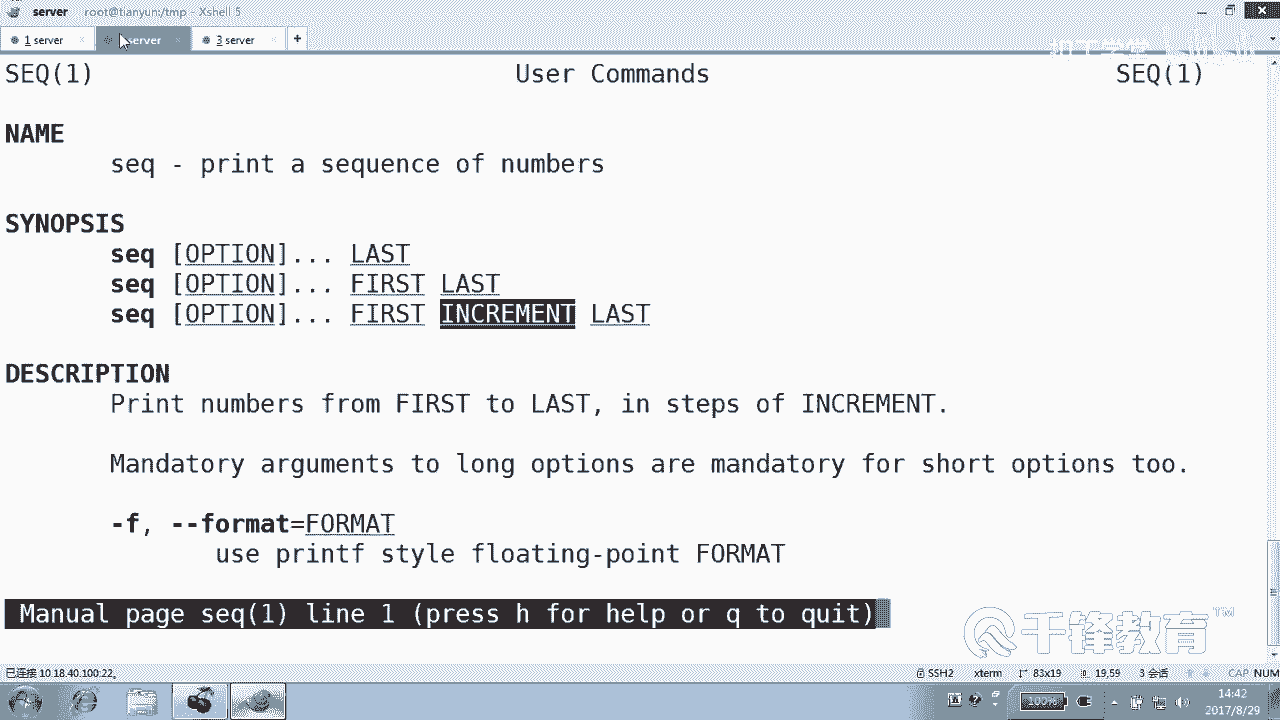 server root@tianyun:/tmp - Xshell 5
1 server
server
3 server
+
SEQ(1) User Commands SEQ(1)
NAME
seq - print a sequence of numbers
SYNOPSIS
seq [OPTION]... LAST
seq [OPTION]... FIRST LAST
seq [OPTION]... FIRST INCREMENT LAST
DESCRIPTION
Print numbers from FIRST to LAST, in steps of INCREMENT.
Mandatory arguments to long options are mandatory for short options too.
-f, --format=FORMAT
use printf style floating-point FORMAT
Manual page seq(1) line 1 (press h for help or q to quit)
千锋教育 TM
已连接 10.18.40.100:22。 SSH2 xterm 83x19 19,59 3 会话 CAP NUM
100% 14:42
2017/8/29